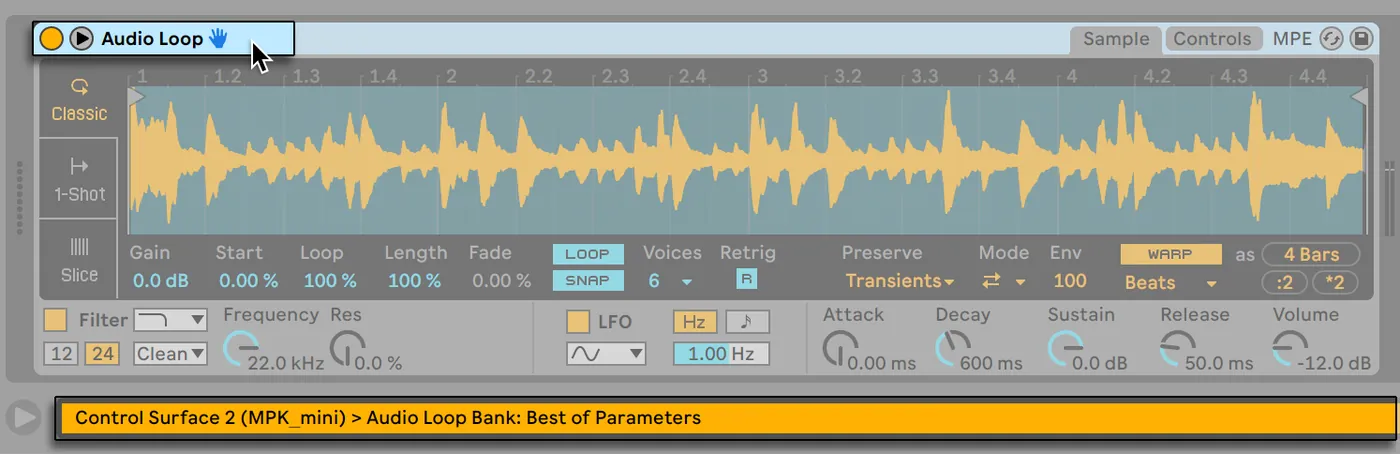 Audio Loop Sample Controls MPE
1 1.2 1.3 1.4 2 2.2 2.3 2.4 3 3.2 3.3 3.4 4 4.2 4.3 4.4
Classic
1-Shot
Slice
Gain Start Loop Length Fade LOOP Voices Retrig Preserve Mode Env WARP as 4 Bars
0.0 dB 0.00 % 100 % 100 % 0.00 % SNAP 6 R Transients 100 Beats :2 *2
Filter Frequency Res LFO Hz Attack Decay Sustain Release Volume
12 24 Clean 22.0 kHz 0.0 % 1.00 Hz 0.00 ms 600 ms 0.0 dB 50.0 ms -12.0 dB
Control Surface 2 (MPK_mini) > Audio Loop Bank: Best of Parameters